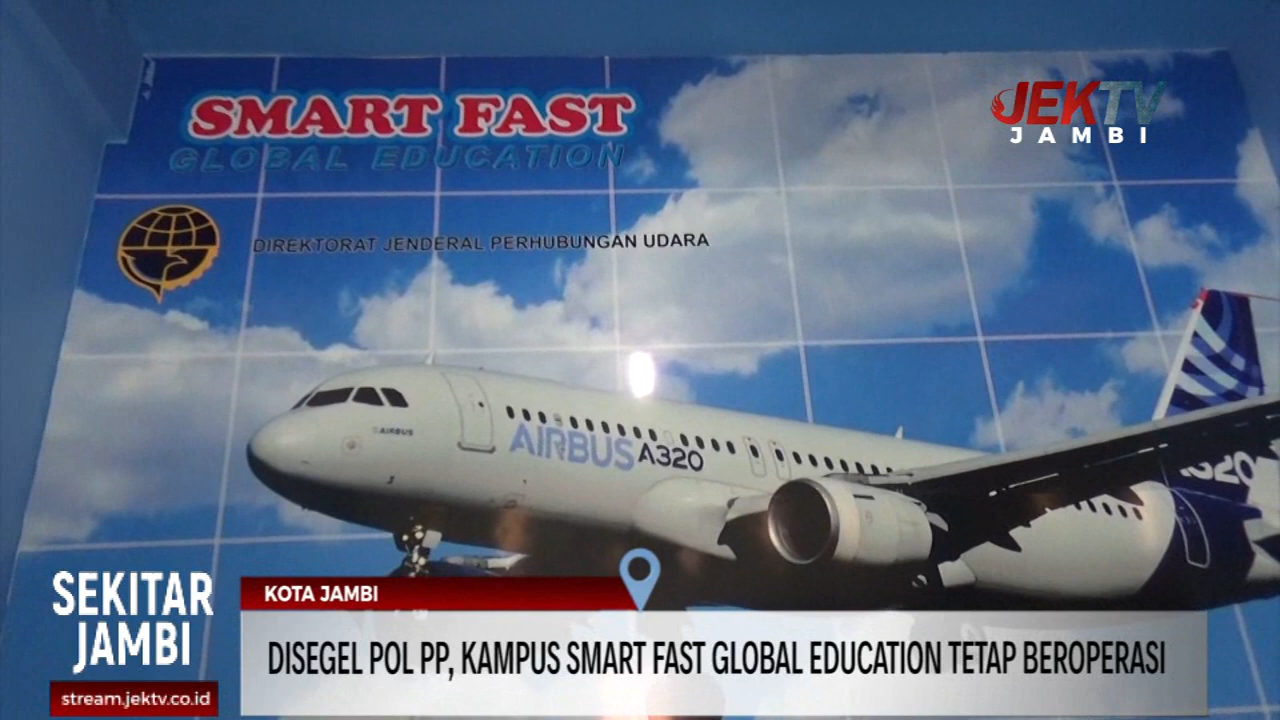 SMART FAST
GLOBAL EDUCATION
JEKTV
JAMBI
DIREKTORAT JENDERAL PERHUBUNGAN UDARA
AIRBUS
AIRBUS A320
A320
SEKITAR
JAMBI
stream.jektv.co.id
KOTA JAMBI
DISEGEL POL PP, KAMPUS SMART FAST GLOBAL EDUCATION TETAP BEROPERASI